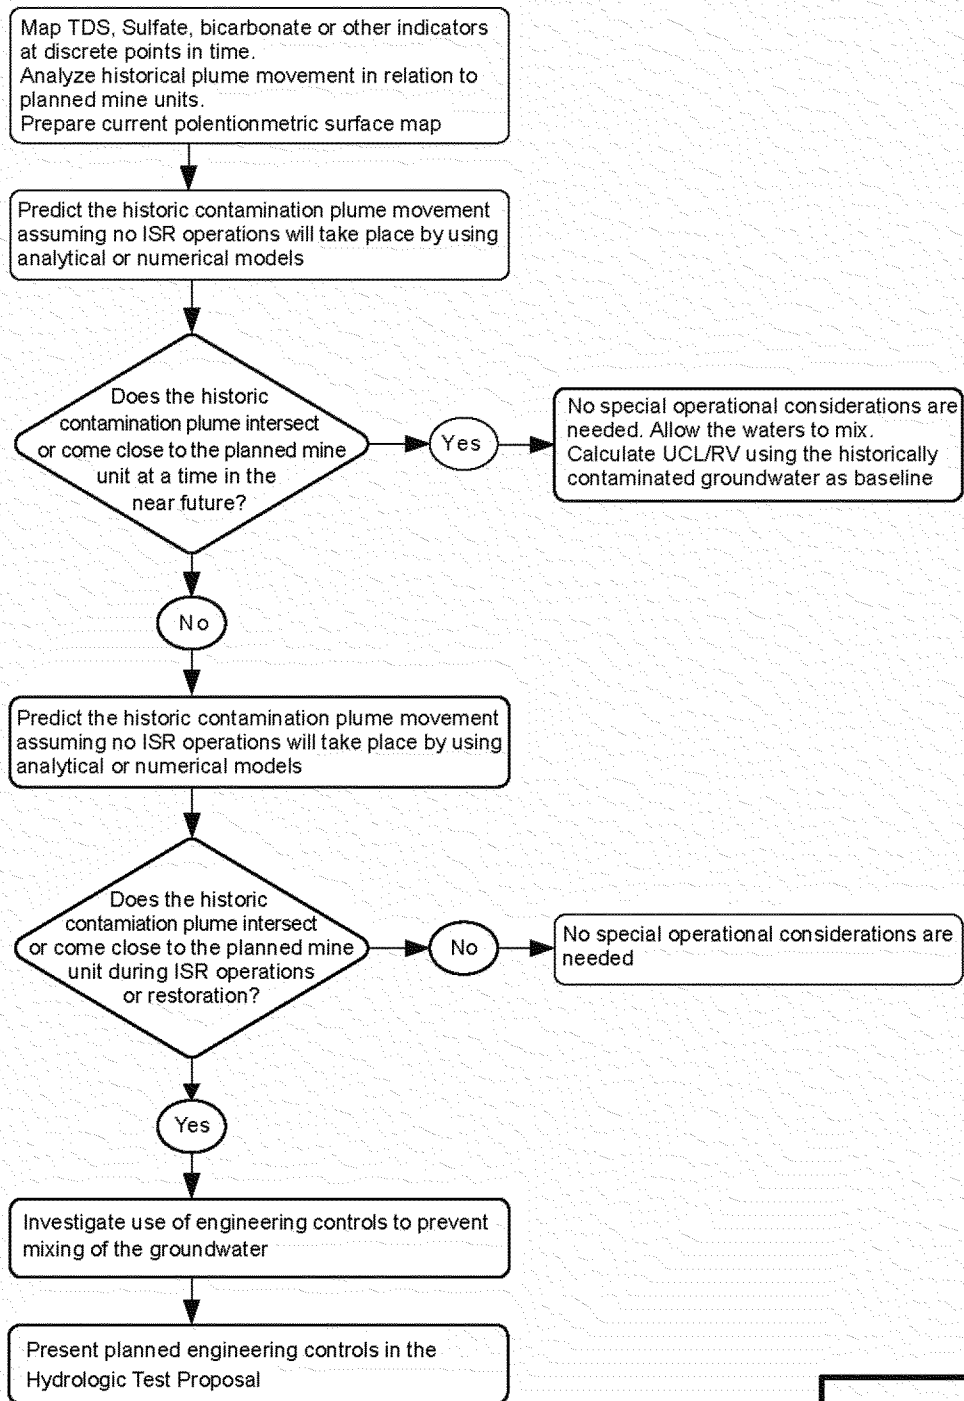 Map TDS, Sulfate, bicarbonate or other indicators
at discrete points in time.
Analyze historical plume movement in relation to
planned mine units.
Prepare current polentionmetric surface map
Predict the historic contamination plume movement
assuming no ISR operations will take place by using
analytical or numerical models
Does the historic
contamination plume intersect
or come close to the planned mine
unit at a time in the
near future?
Yes
No special operational considerations are
needed. Allow the waters to mix.
Calculate UCL/RV using the historically
contaminated groundwater as baseline
No
Predict the historic contamination plume movement
assuming no ISR operations will take place by using
analytical or numerical models
Does the historic
contamiation plume intersect
or come close to the planned mine
unit during ISR operations
or restoration?
No
No special operational considerations are
needed
Yes
Investigate use of engineering controls to prevent
mixing of the groundwater
Present planned engineering controls in the
Hydrologic Test Proposal